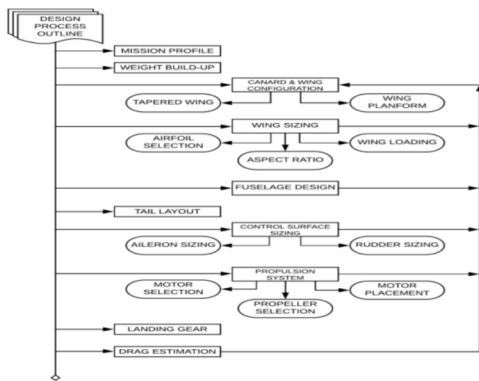 DESIGN
PROCESS
OUTLINE
MISSION PROFILE
WEIGHT BUILD-UP
CANARD & WING
CONFIGURATION
TAPERED WING
WING
PLANFORM
WING SIZING
AIRFOIL
SELECTION
WING LOADING
ASPECT RATIO
FUSELAGE DESIGN
TAIL LAYOUT
CONTROL SURFACE
SIZING
AILERON SIZING
RUDDER SIZING
PROPULSION
SYSTEM
MOTOR
SELECTION
MOTOR
PLACEMENT
PROPELLER
SELECTION
LANDING GEAR
DRAG ESTIMATION